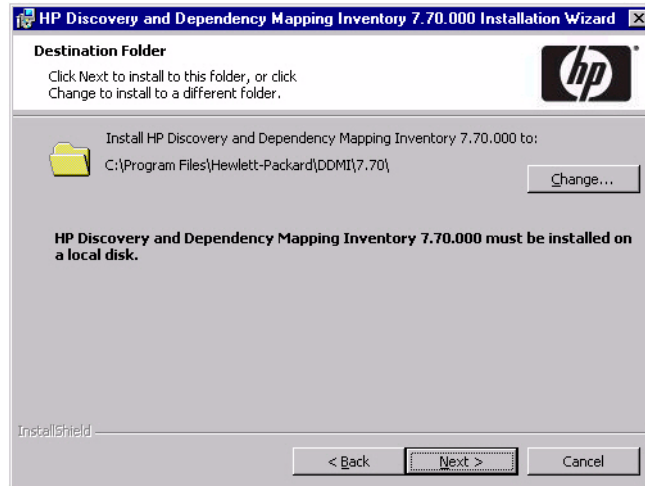 HP Discovery and Dependency Mapping Inventory 7.70.000 Installation Wizard
Destination Folder
Click Next to install to this folder, or click
Change to install to a different folder.
hp
Install HP Discovery and Dependency Mapping Inventory 7.70.000 to:
C:\Program Files\Hewlett-Packard\DDMI\7.70\
Change...
HP Discovery and Dependency Mapping Inventory 7.70.000 must be installed on
a local disk.
InstallShield
< Back Next > Cancel